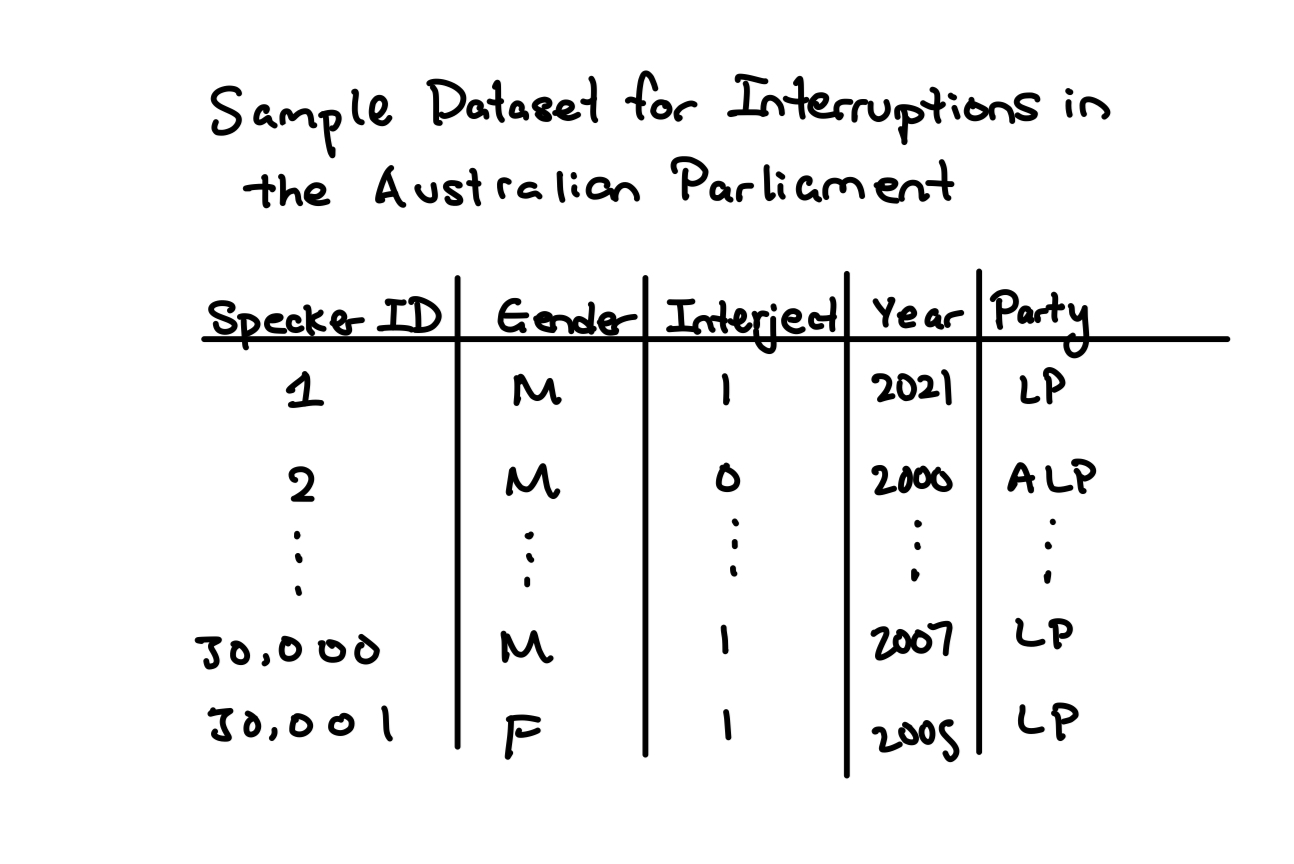 Sample Dataset for Interruptions in
the Australian Parliament
Speaker ID Gender Interject Year Party
1 M 1 2021 LP
2 M 0 2000 ALP
30,000 M 1 2007 LP
30,001 F 1 2005 LP